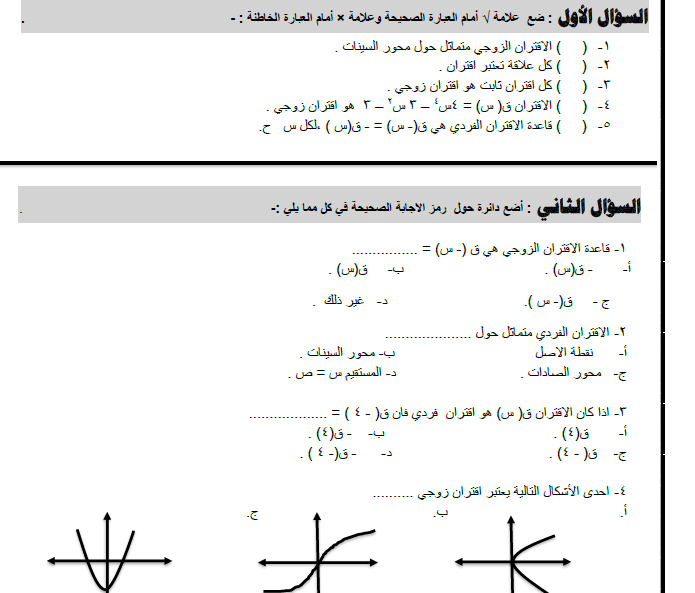 السؤال الأول : ضع علامة √ أمام العبارة الصحيحة وعلامة × أمام العبارة الخاطئة : -
١- ( ) الاقتران الزوجي متماثل حول محور السينات .
٢- ( ) كل علاقة تعتبر اقتران .
٣- ( ) كل اقتران ثابت هو اقتران زوجي .
٤- ( ) الاقتران ق( س) = ٤س٤ – ٣ س٢ – ٣ هو اقتران زوجي .
٥- ( ) قاعدة الاقتران الفردي هي ق(- س) = - ق(س ) ،لكل س ح.
السؤال الثاني : أضع دائرة حول رمز الاجابة الصحيحة في كل مما يلي :-
١- قاعدة الاقتران الزوجي هي ق (- س) = ................
أ- - ق(س) . ب- ق(س) .
ج - ق(- س ). د- غير ذلك .
٢- الاقتران الفردي متماثل حول .....................
أ- نقطة الاصل ب- محور السينات .
ج- محور الصادات . د- المستقيم س = ص .
٣- اذا كان الاقتران ق( س) هو اقتران فردي فان ق( - ٤ ) = ...................
أ- ق(٤) . ب- - ق(٤) .
ج- ق( - ٤) . د- - ق(- ٤ ) .
٤- احدى الأشكال التالية يعتبر اقتران زوجي ..........
أ. ب. ج.